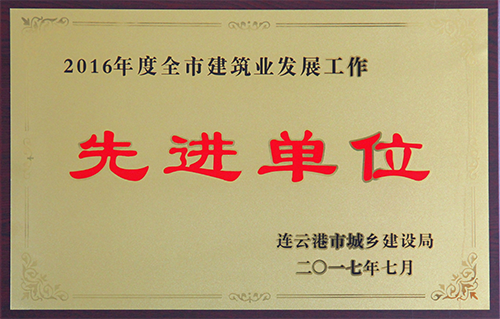 2016年度全市建筑业发展工作
先进单位
连云港市城乡建设局
二〇一七年七月